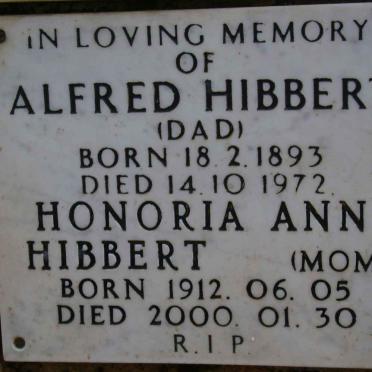 IN LOVING MEMORY
OF
ALFRED HIBBERT
(DAD)
BORN 18.2.1893
DIED 14.10 1972.
HONORIA ANN
HIBBERT (MOM
BORN 1912. 06. 05
DIED 2000. 01. 30
R.I P